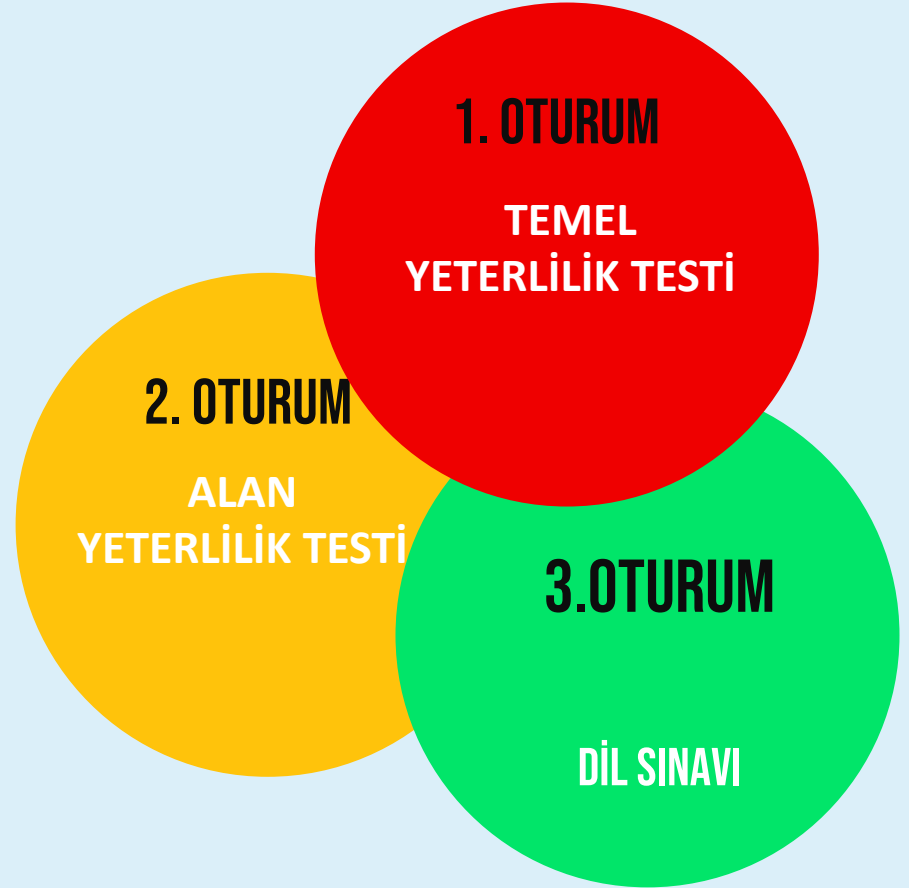 1. OTURUM
TEMEL
YETERLİLİK TESTİ
2. OTURUM
ALAN
YETERLİLİK TESTİ
3.OTURUM
DİL SINAVI